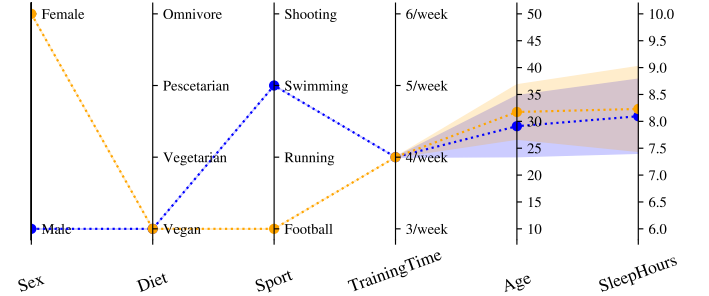 Female
Male
Sex
Omnivore
Pescetarian
Vegetarian
Vegan
Diet
Shooting
Swimming
Running
Football
Sport
6/week
5/week
4/week
3/week
TrainingTime
50
45
40
35
30
25
20
15
10
Age
10.0
9.5
9.0
8.5
8.0
7.5
7.0
6.5
6.0
SleepHours